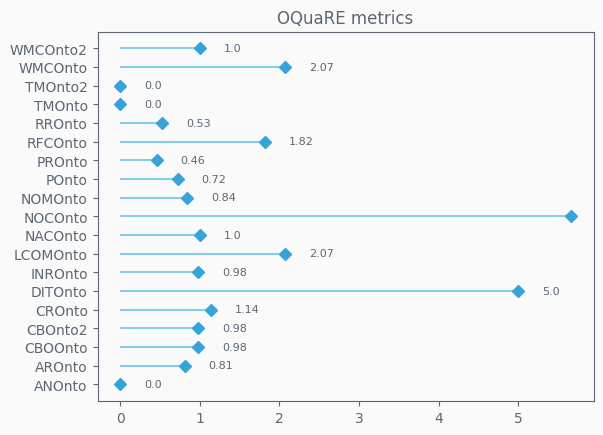 OQuaRE metrics
WMCOnto2 1.0
WMCOnto 2.07
TMOnto2 0.0
TMOnto 0.0
RROnto 0.53
RFCOnto 1.82
PROnto 0.46
POnto 0.72
NOMOnto 0.84
NOCOnto
NACOnto 1.0
LCOMOnto 2.07
INROnto 0.98
DITOnto 5.0
CROnto 1.14
CBOnto2 0.98
CBOOnto 0.98
AROnto 0.81
ANOnto 0.0
0 1 2 3 4 5